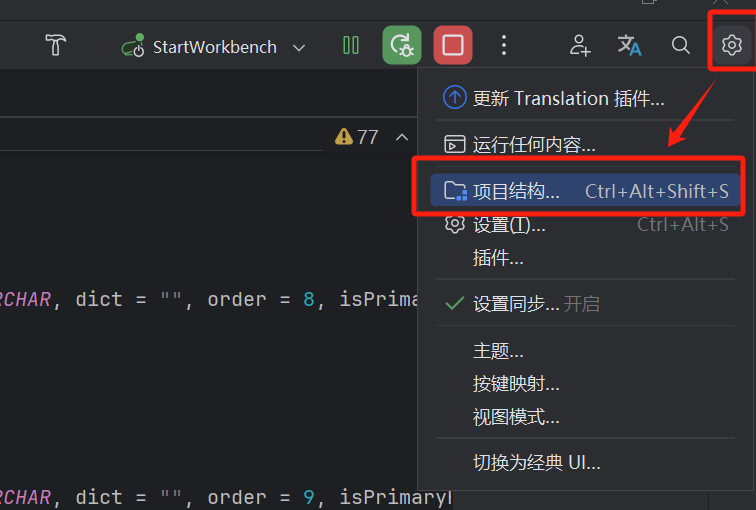 StartWorkbench
更新 Translation 插件...
77
运行任何内容...
项目结构... Ctrl+Alt+Shift+S
设置(T)... Ctrl+Alt+S
插件...
RCHAR, dict = "", order = 8, isPrima
设置同步... 开启
主题...
按键映射...
视图模式...
切换为经典 UI...
RCHAR, dict = "", order = 9, isPrimaryK